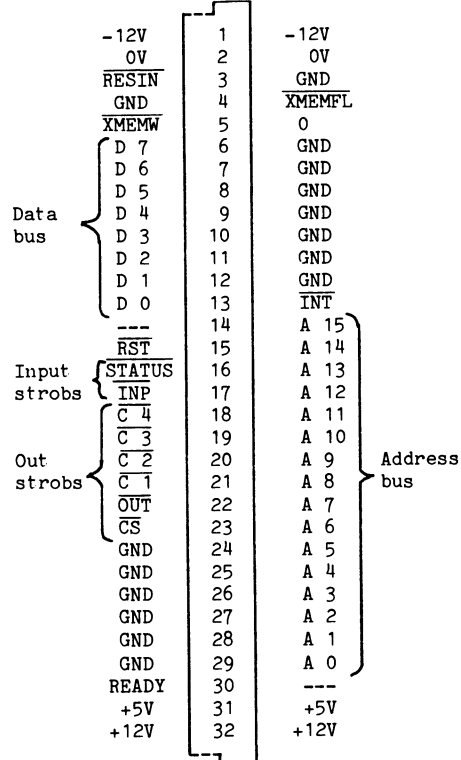 -12V 1 -12V
0V 2 0V
RESIN 3 GND
GND 4 XMEMFL
XMEMW 5 0
D 7 6 GND
D 6 7 GND
D 5 8 GND
Data D 4 9 GND
bus D 3 10 GND
D 2 11 GND
D 1 12 GND
D 0 13 INT
--- 14 A 15
RST 15 A 14
Input STATUS 16 A 13
strobs INP 17 A 12
C 4 18 A 11
C 3 19 A 10
Out C 2 20 A 9 Address
strobs C 1 21 A 8 bus
OUT 22 A 7
CS 23 A 6
GND 24 A 5
GND 25 A 4
GND 26 A 3
GND 27 A 2
GND 28 A 1
GND 29 A 0
READY 30 ---
+5V 31 +5V
+12V 32 +12V